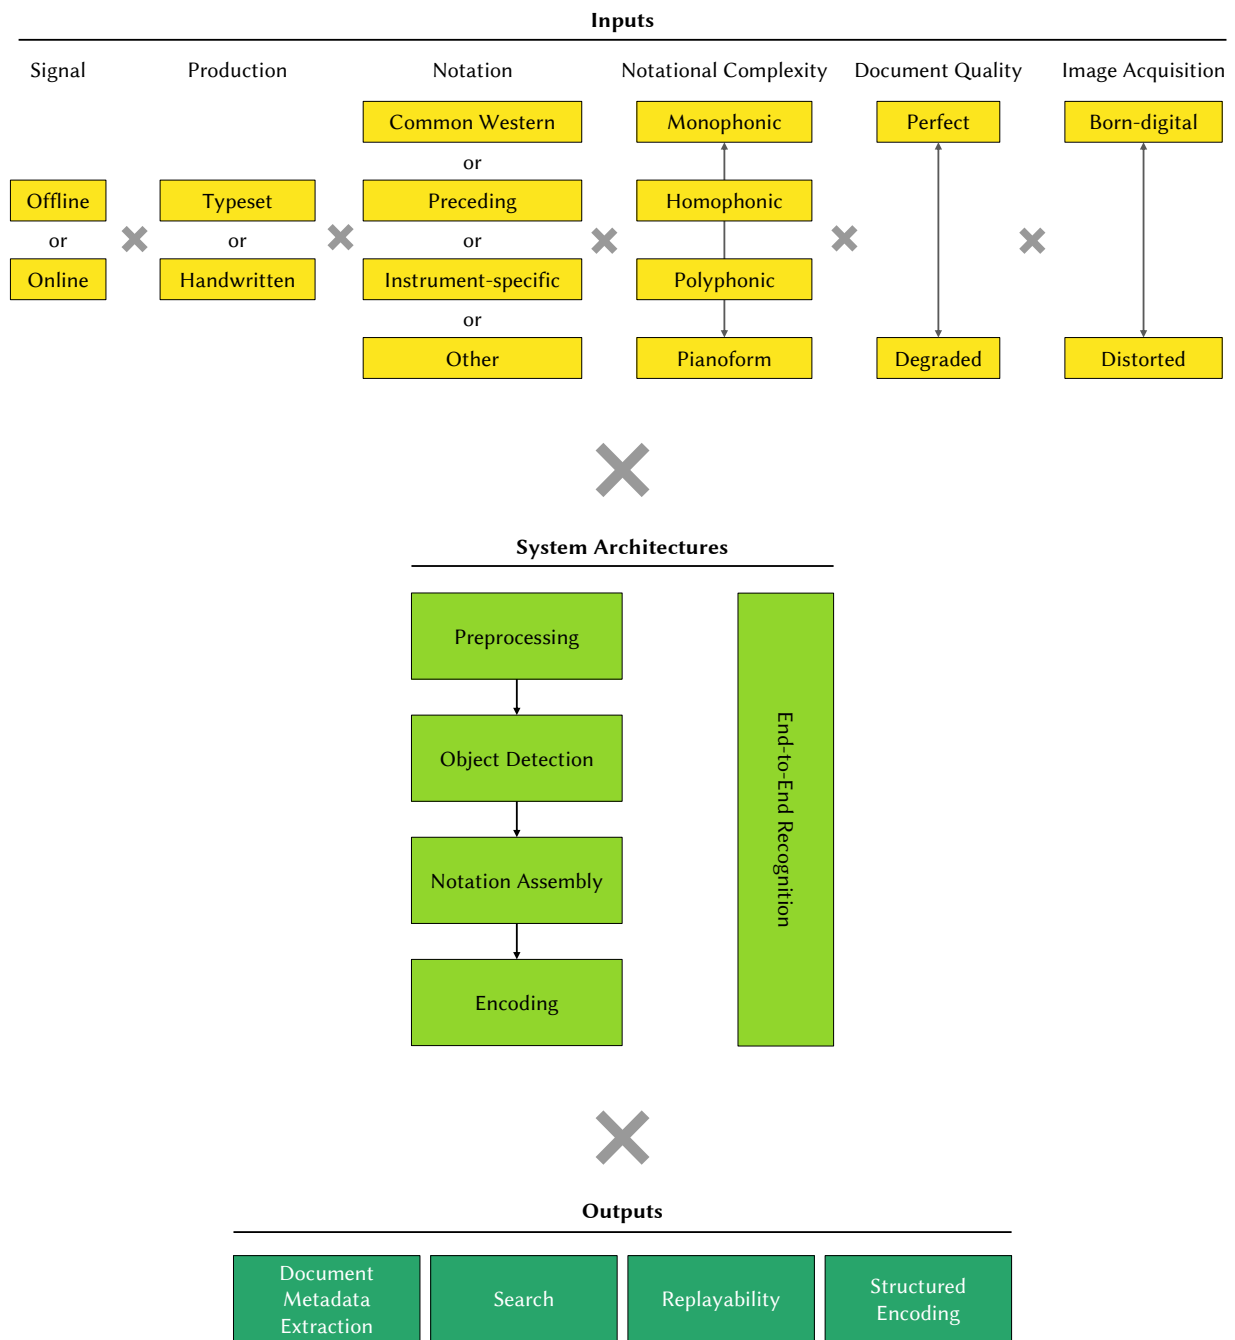 Inputs
Signal Production Notation Notational Complexity Document Quality Image Acquisition
Common Western Monophonic Perfect Born-digital
or
Offline Typeset Preceding Homophonic
or or or
Online Handwritten Instrument-specific Polyphonic
or
Other Pianoform Degraded Distorted
System Architectures
Preprocessing
Object Detection
Notation Assembly
Encoding
End-to-End Recognition
Outputs
Document
Metadata
Extraction
Search
Replayability
Structured
Encoding